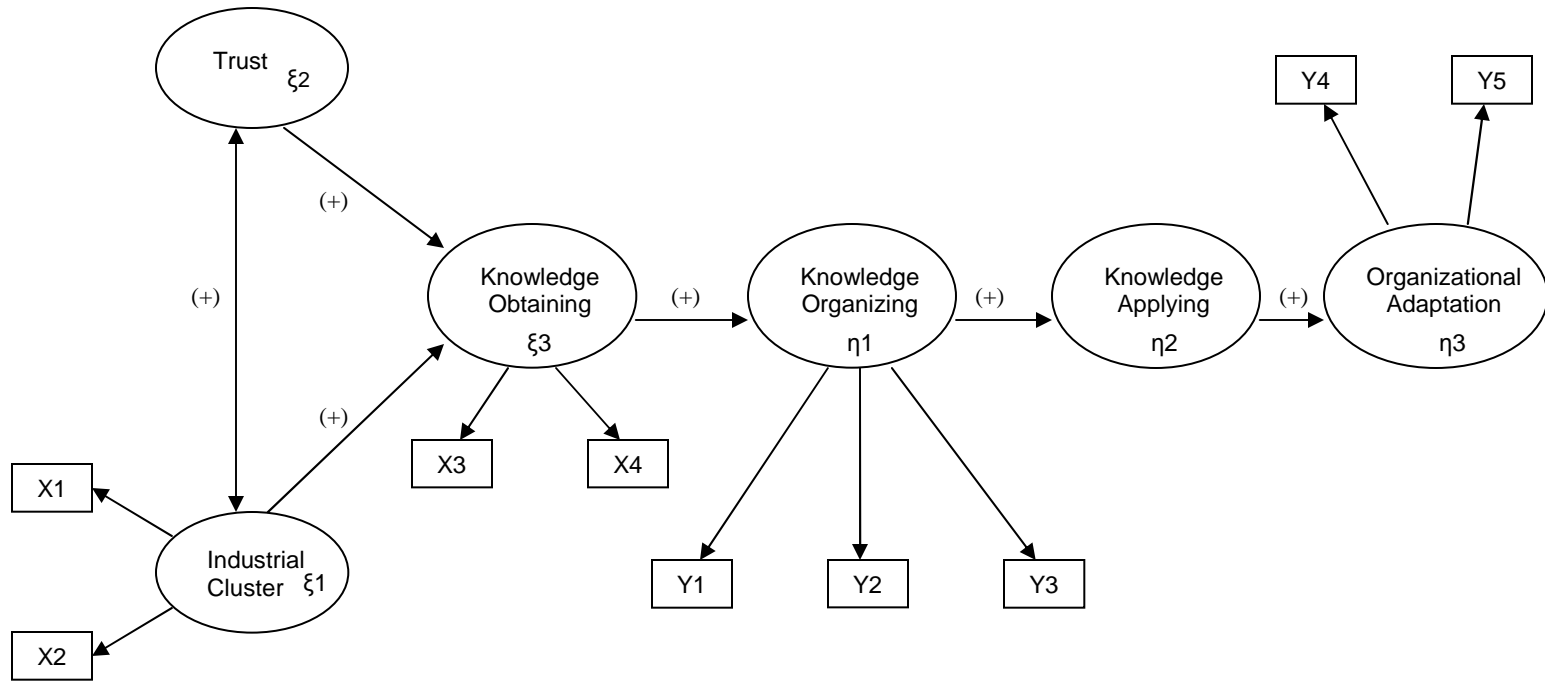 Trust
ξ2
Y4
Y5
(+)
(+)
Knowledge
Obtaining
ξ3
(+)
Knowledge
Organizing
η1
(+)
Knowledge
Applying
η2
(+)
Organizational
Adaptation
η3
(+)
X3
X4
X1
Industrial
Cluster ξ1
X2
Y1
Y2
Y3